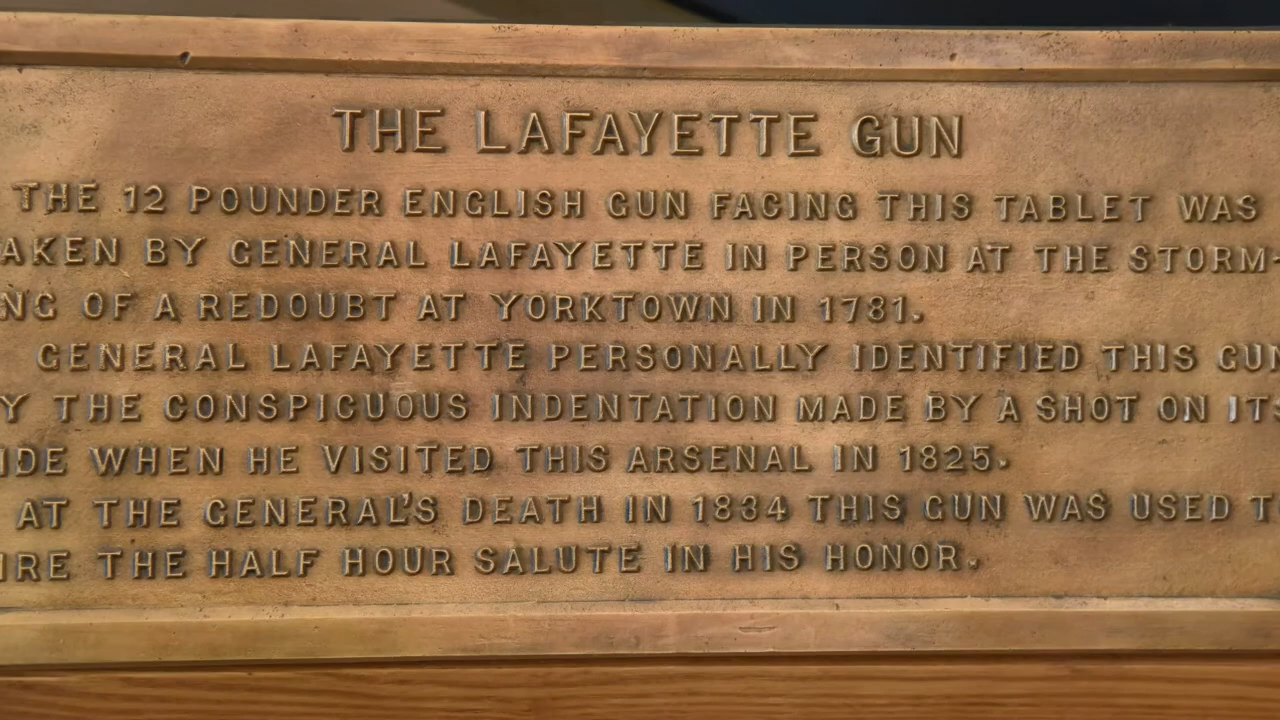 THE LAFAYETTE GUN
THE 12 POUNDER ENGLISH GUN FACING THIS TABLET WAS
AKEN BY GENERAL LAFAYETTE IN PERSON AT THE STORM-
NG OF A REDOUBT AT YORKTOWN IN 1781.
GENERAL LAFAYETTE PERSONALLY IDENTIFIED THIS GUN
Y THE CONSPICUOUS INDENTATION MADE BY A SHOT ON ITS
IDE WHEN HE VISITED THIS ARSENAL IN 1825.
AT THE GENERAL'S DEATH IN 1834 THIS GUN WAS USED T
IRE THE HALF HOUR SALUTE IN HIS HONOR.